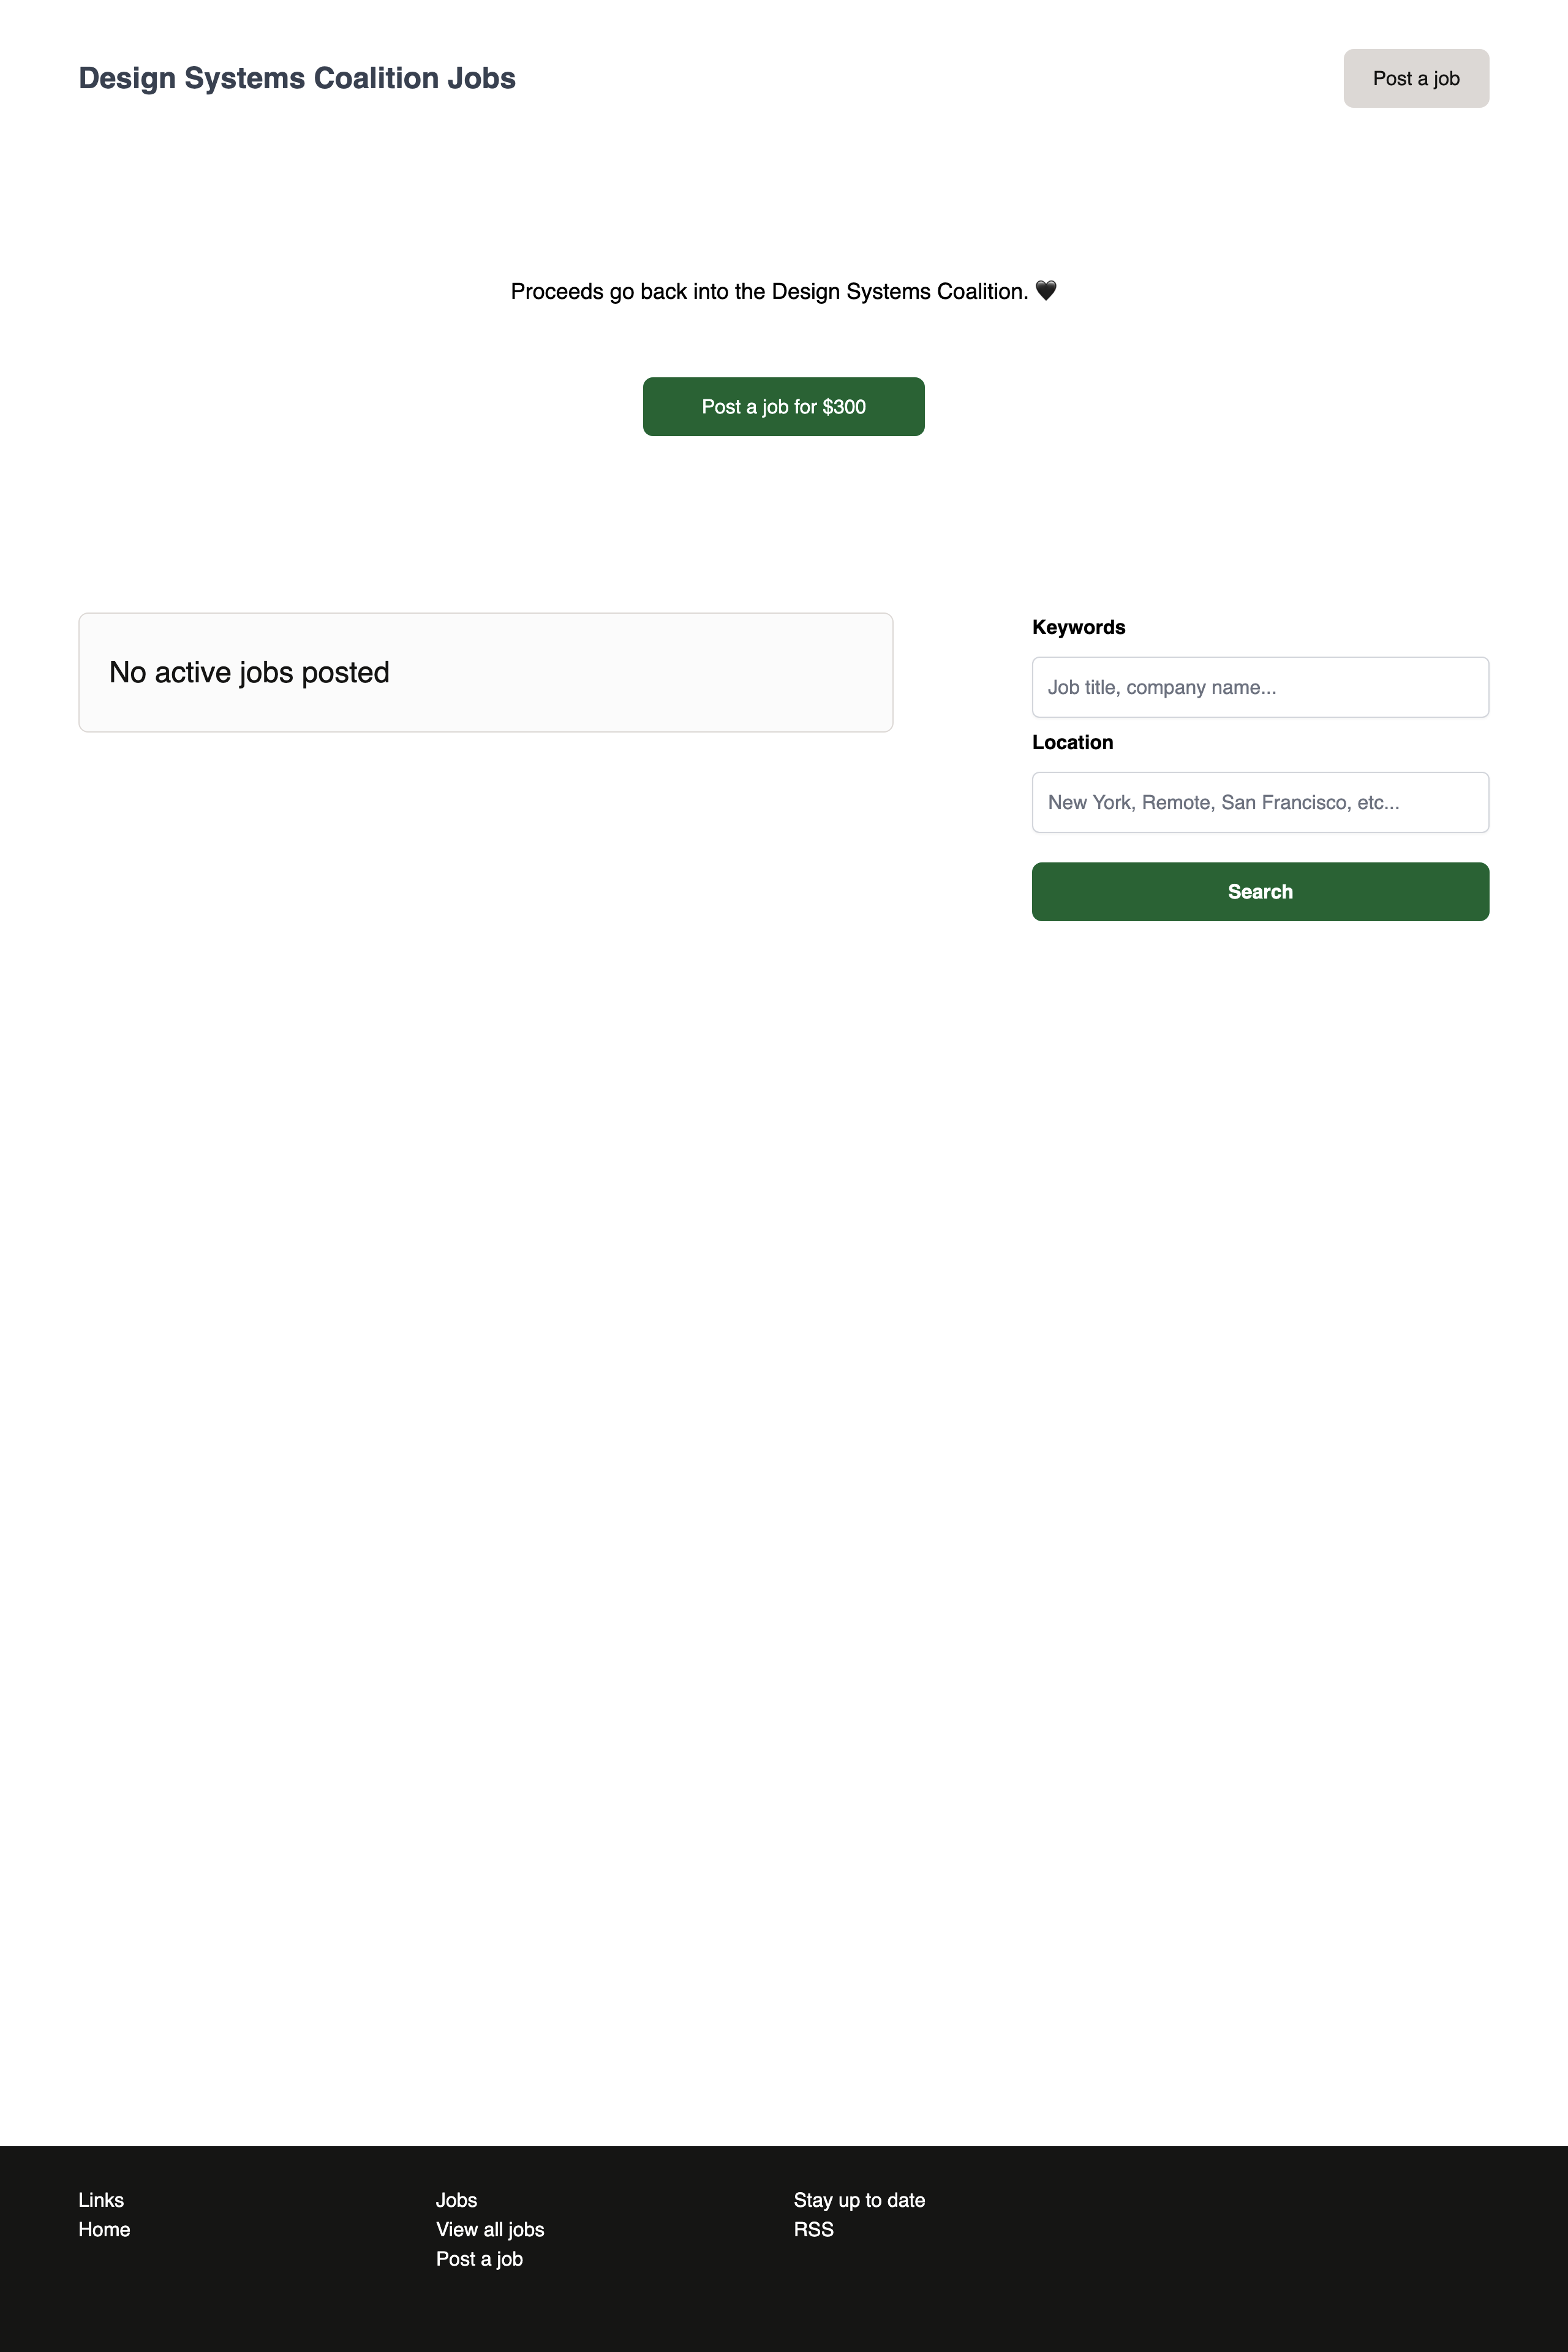 Design Systems Coalition Jobs
Post a job
Proceeds go back into the Design Systems Coalition. 🖤
Post a job for $300
No active jobs posted
Keywords
Job title, company name...
Location
New York, Remote, San Francisco, etc...
Search
Links
Home
Jobs
View all jobs
Post a job
Stay up to date
RSS